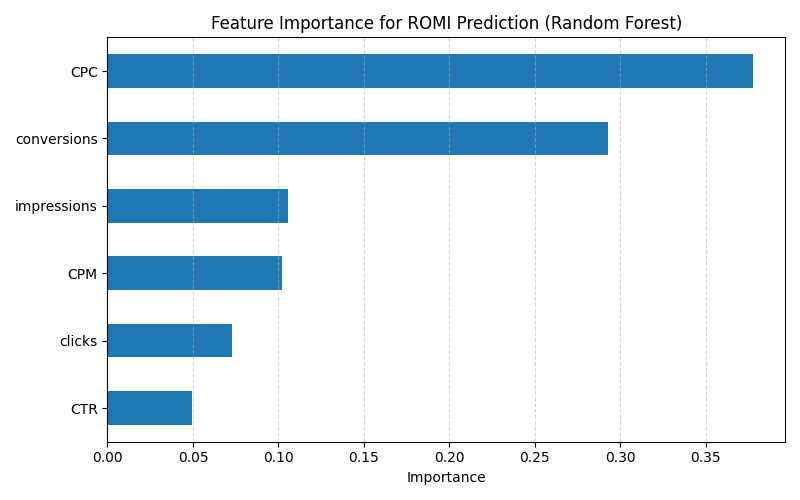 Feature Importance for ROMI Prediction (Random Forest)
CPC
conversions
impressions
CPM
clicks
CTR
0.00 0.05 0.10 0.15 0.20 0.25 0.30 0.35
Importance